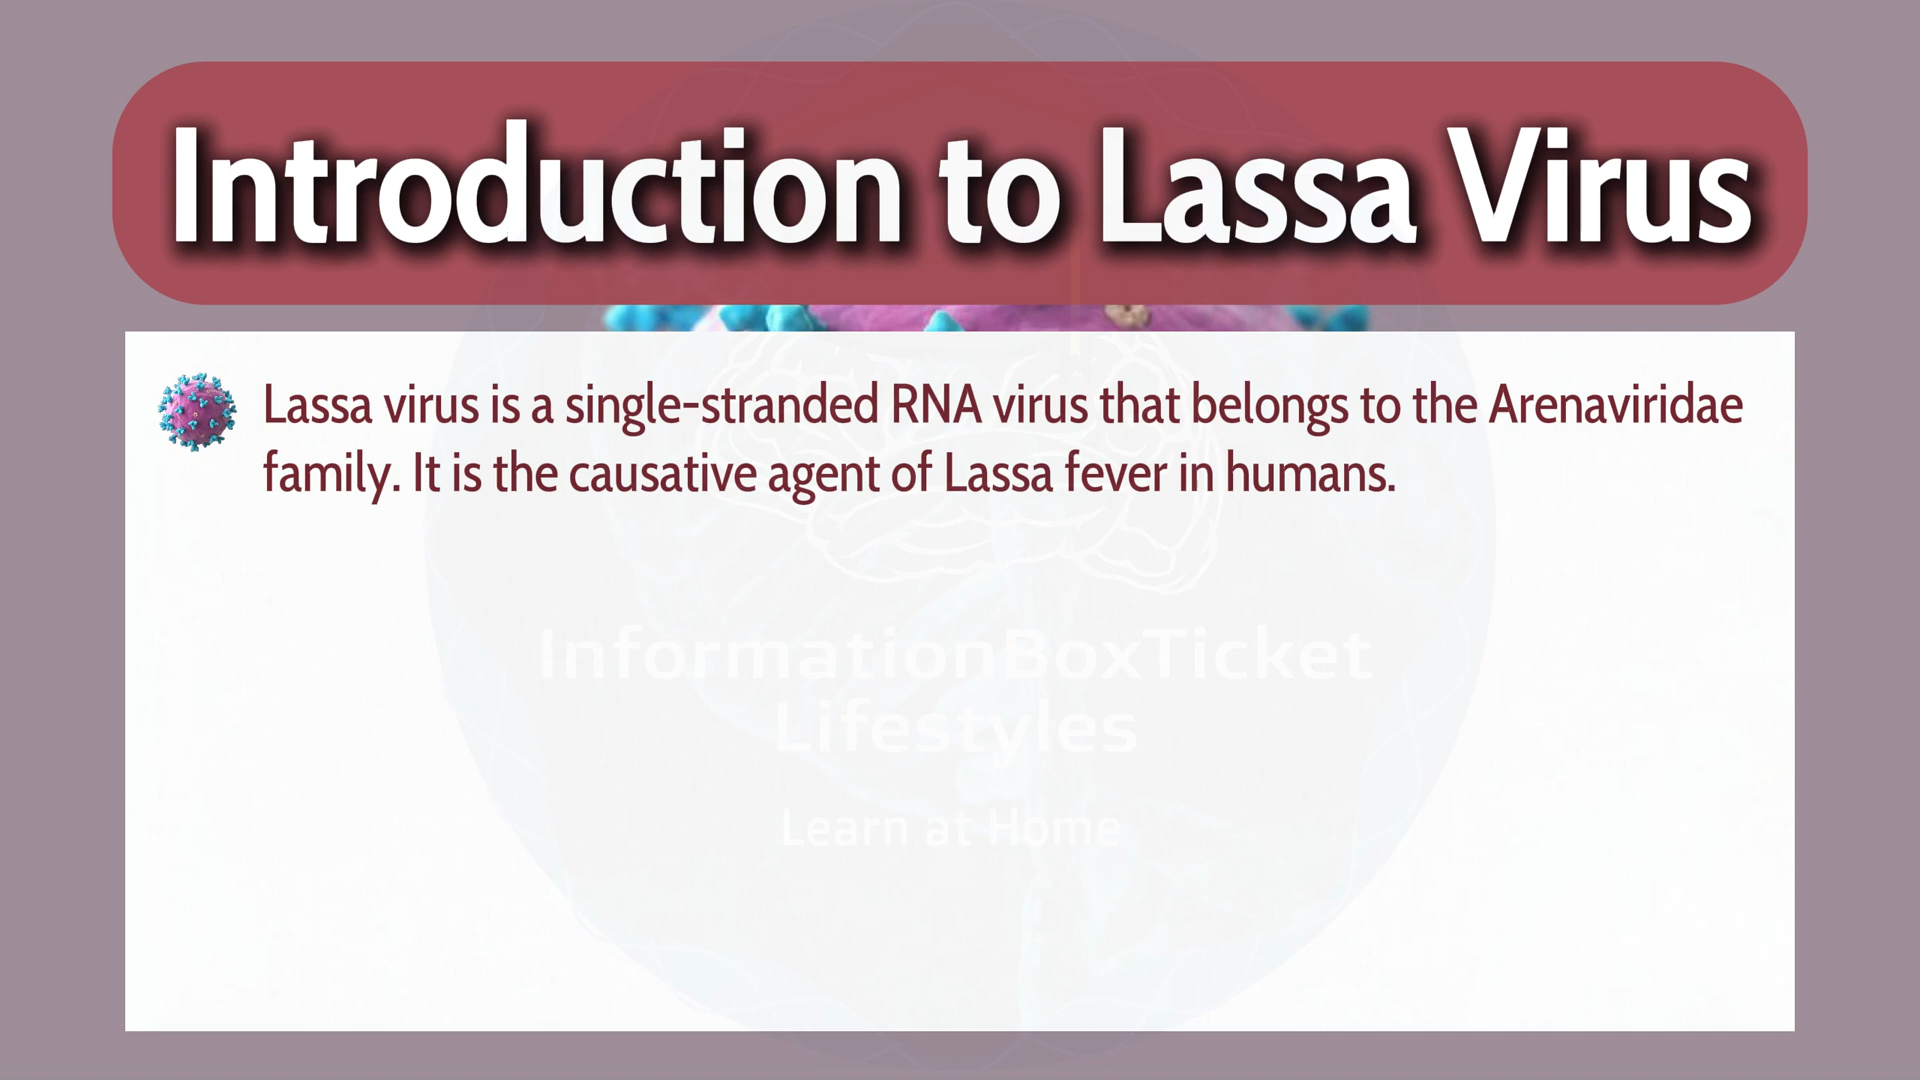 Introduction to Lassa Virus
Lassa virus is a single-stranded RNA virus that belongs to the Arenaviridae
family. It is the causative agent of Lassa fever in humans.
InformationBoxTicket
Lifestyles
Learn at Home